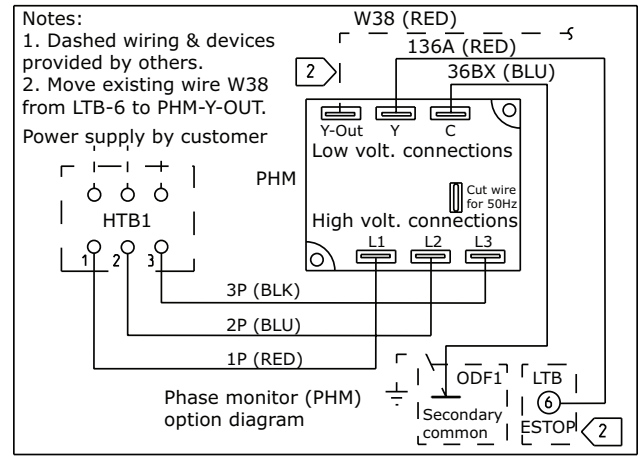 Notes:
1. Dashed wiring & devices
provided by others.
2. Move existing wire W38
from LTB-6 to PHM-Y-OUT.
Power supply by customer
W38 (RED)
136A (RED)
36BX (BLU)
2
Y-Out Y C
Low volt. connections
PHM
Cut wire
for 50Hz
High volt. connections
L1 L2 L3
HTB1
1 2 3
3P (BLK)
2P (BLU)
1P (RED)
Phase monitor (PHM)
option diagram
ODF1
Secondary
common
LTB
6
ESTOP
2